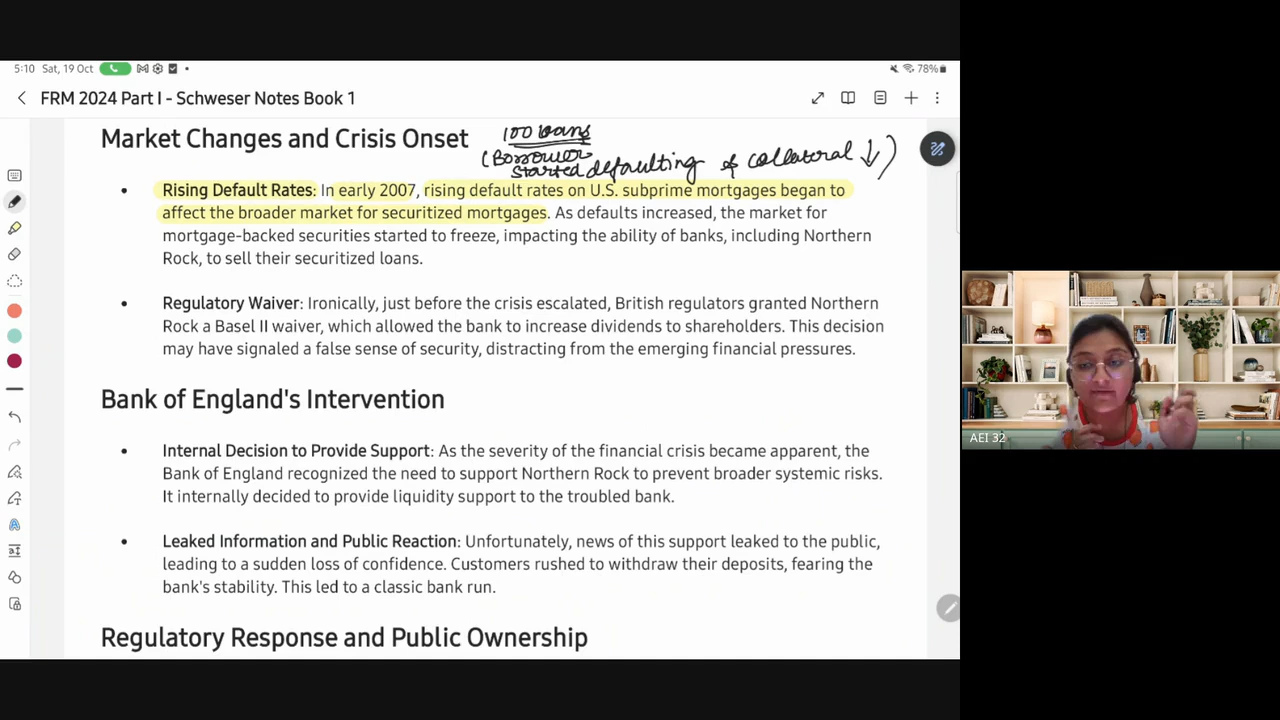 5:10 Sat, 19 Oct 78%
FRM 2024 Part I - Schweser Notes Book 1
Market Changes and Crisis Onset
100 loans
(Borrower
started defaulting & collateral ↓)
• Rising Default Rates: In early 2007, rising default rates on U.S. subprime mortgages began to
affect the broader market for securitized mortgages. As defaults increased, the market for
mortgage-backed securities started to freeze, impacting the ability of banks, including Northern
Rock, to sell their securitized loans.
• Regulatory Waiver: Ironically, just before the crisis escalated, British regulators granted Northern
Rock a Basel II waiver, which allowed the bank to increase dividends to shareholders. This decision
may have signaled a false sense of security, distracting from the emerging financial pressures.
Bank of England's Intervention
• Internal Decision to Provide Support: As the severity of the financial crisis became apparent, the
Bank of England recognized the need to support Northern Rock to prevent broader systemic risks.
It internally decided to provide liquidity support to the troubled bank.
• Leaked Information and Public Reaction: Unfortunately, news of this support leaked to the public,
leading to a sudden loss of confidence. Customers rushed to withdraw their deposits, fearing the
bank's stability. This led to a classic bank run.
Regulatory Response and Public Ownership
AEI 32